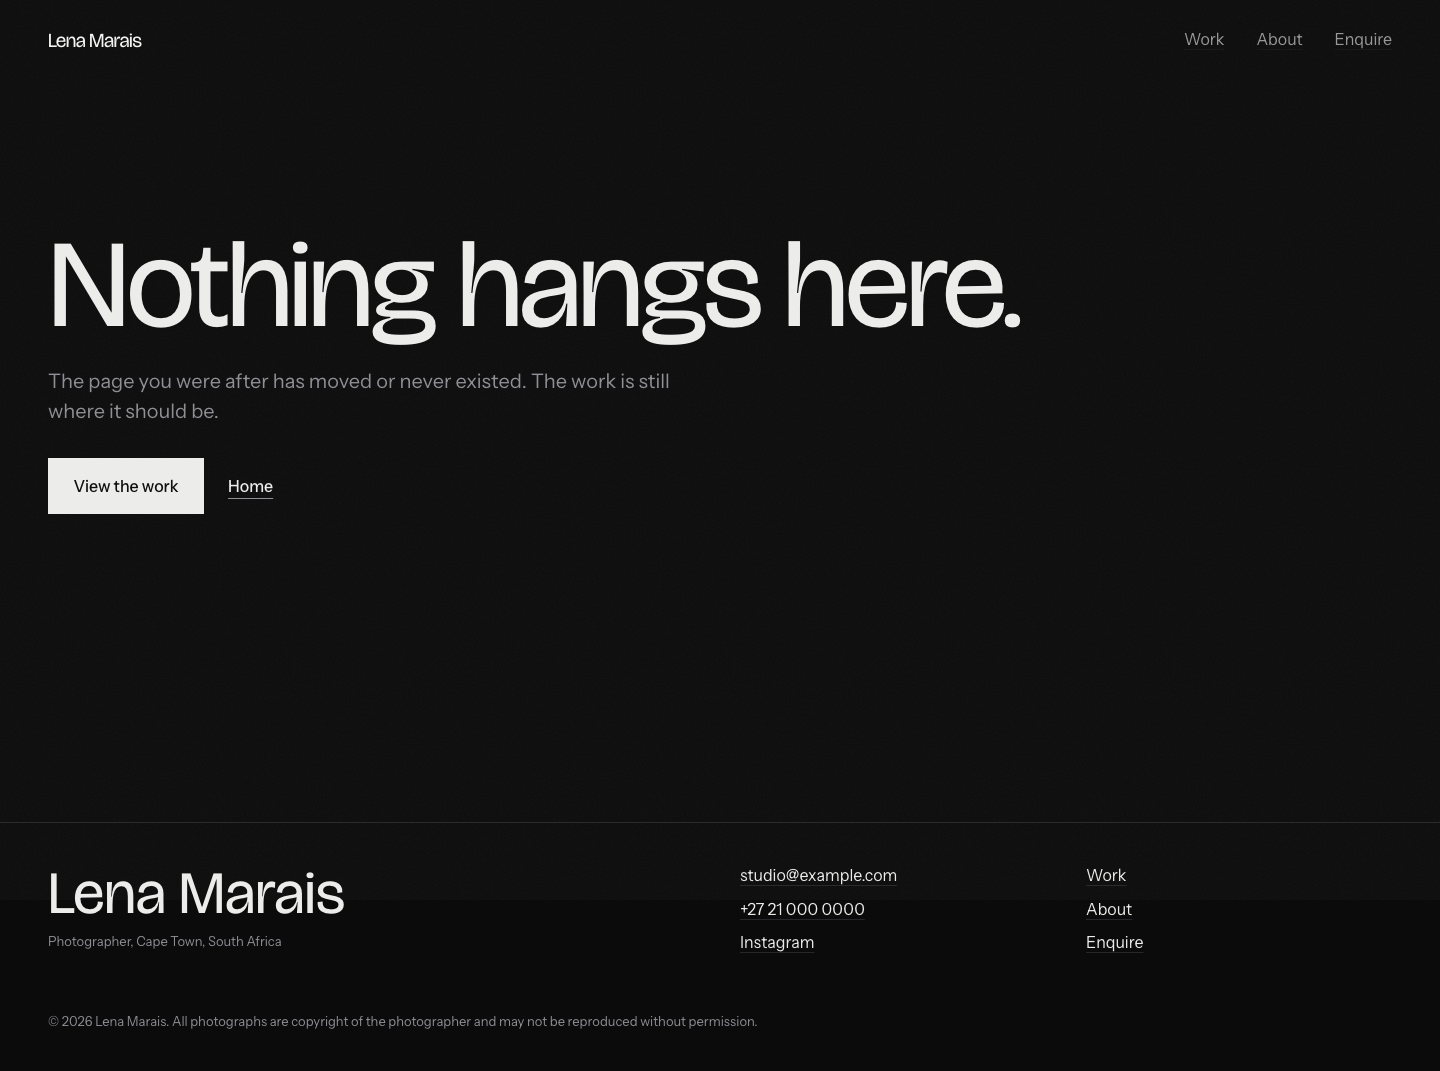 Lena Marais
Work
About
Enquire
Nothing hangs here.
The page you were after has moved or never existed. The work is still
where it should be.
View the work
Home
Lena Marais
Photographer, Cape Town, South Africa
studio@example.com
+27 21 000 0000
Instagram
Work
About
Enquire
© 2026 Lena Marais. All photographs are copyright of the photographer and may not be reproduced without permission.